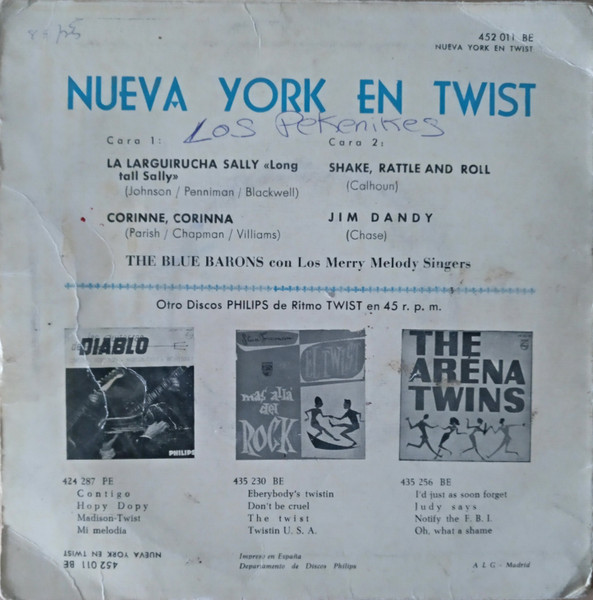 452 011 BE
NUEVA YORK EN TWIST
NUEVA YORK EN TWIST
Los Pekenikes
Cara 1:
LA LARGUIRUCHA SALLY «Long
tall Sally»
(Johnson / Penniman / Blackwell)
CORINNE, CORINNA
(Parish / Chapman / Villiams)
Cara 2:
SHAKE, RATTLE AND ROLL
(Calhoun)
JIM DANDY
(Chase)
THE BLUE BARONS con Los Merry Melody Singers
Otro Discos PHILIPS de Ritmo TWIST en 45 r. p. m.
DIABLO
PHILIPS
EL TWIST
más allá
del
ROCK
THE
ARENA
TWINS
424 287 PE
Contigo
Hopy Dopy
Madison-Twist
Mi melodía
435 230 BE
Eberybody's twistin
Don't be cruel
The twist
Twistin U. S. A.
435 256 BE
I'd just as soon forget
Judy says
Notify the F. B. I.
Oh, what a shame
452 011 BE
NUEVA YORK EN TWIST
Impreso en España
Departamento de Discos Philips
A L G - Madrid